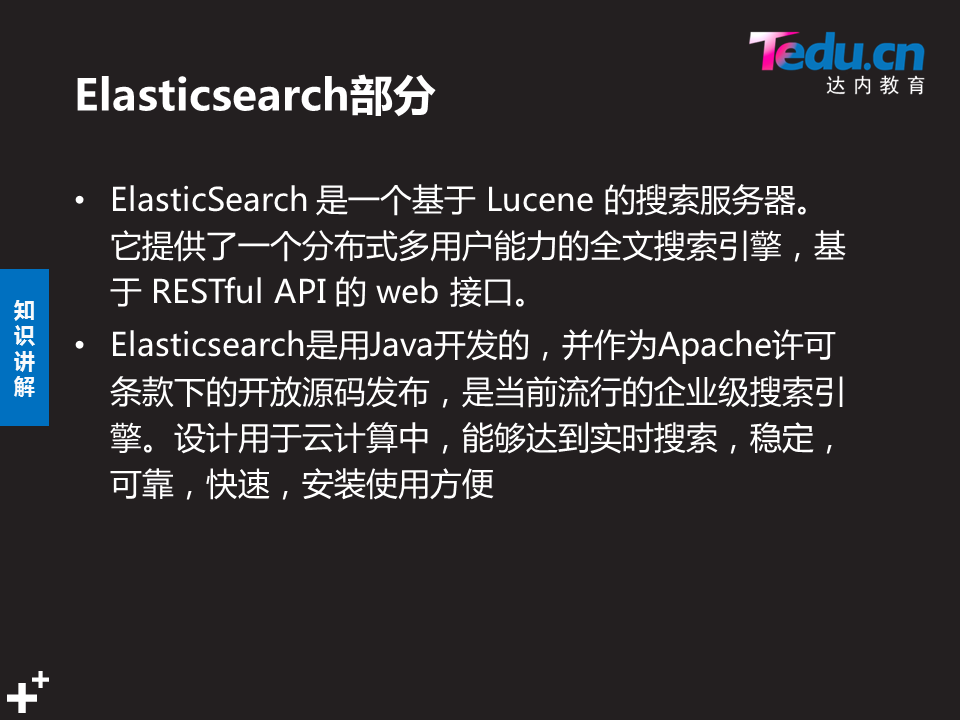 Tedu.cn
达内教育
Elasticsearch部分
• ElasticSearch 是一个基于 Lucene 的搜索服务器。
它提供了一个分布式多用户能力的全文搜索引擎，基
于 RESTful API 的 web 接口。
• Elasticsearch是用Java开发的，并作为Apache许可
条款下的开放源码发布，是当前流行的企业级搜索引
擎。设计用于云计算中，能够达到实时搜索，稳定，
可靠，快速，安装使用方便
知
识
讲
解